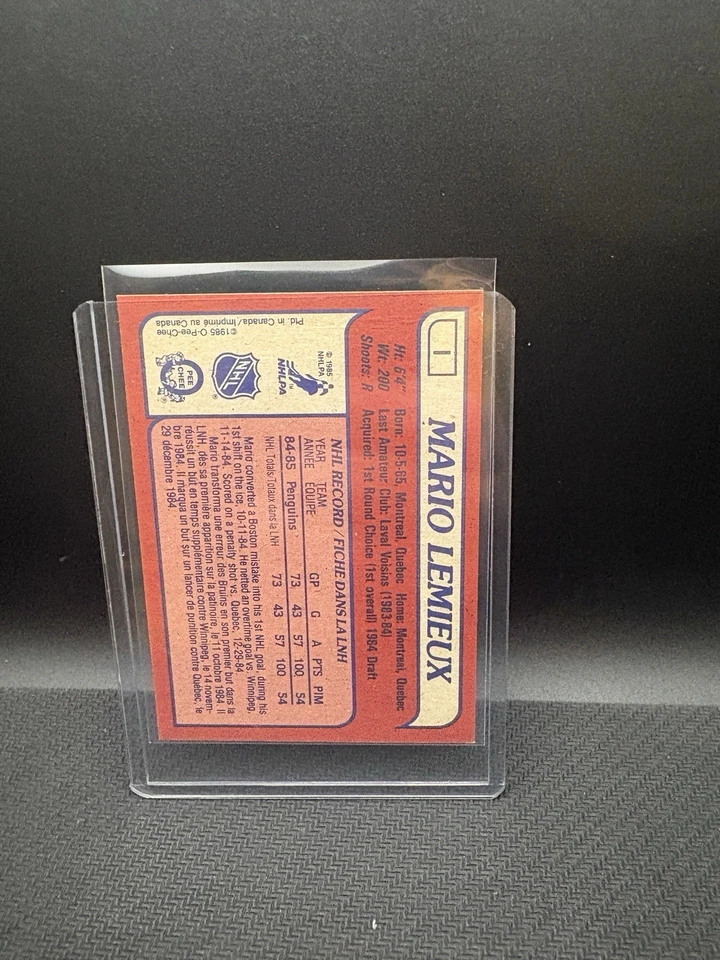 I
MARIO LEMIEUX
Ht: 6'4" Born: 10-5-65, Montreal, Quebec Home: Montreal, Quebec
Wt: 200 Last Amateur Club: Laval Voisins (1983-84)
Shoots: R Acquired: 1st Round Choice (1st overall) 1984 Draft
© 1985
NHLPA
NHLPA
TM
NHL
®
O
PEE
CHEE
©1985 O-Pee-Chee
Ptd. in Canada/Imprimé au Canada
NHL RECORD / FICHE DANS LA LNH
YEAR TEAM
ANNÉE ÉQUIPE GP G A PTS PIM
84-85 Penguins 73 43 57 100 54
NHL Totals-Totaux dans la LNH 73 43 57 100 54
Mario converted a Boston mistake into his 1st NHL goal, during his
1st shift on the ice, 10-11-84. He netted an overtime goal vs. Winnipeg,
11-14-84. Scored on a penalty shot vs. Quebec, 12-29-84
Mario transforma une erreur des Bruins en son premier but dans la
LNH, dès sa première apparition sur la patinoire, le 11 octobre 1984. Il
réussit un but en temps supplémentaire contre Winnipeg, le 14 novem-
bre 1984. Il marqua un but sur un lancer de punition contre Québec, le
29 décembre 1984.